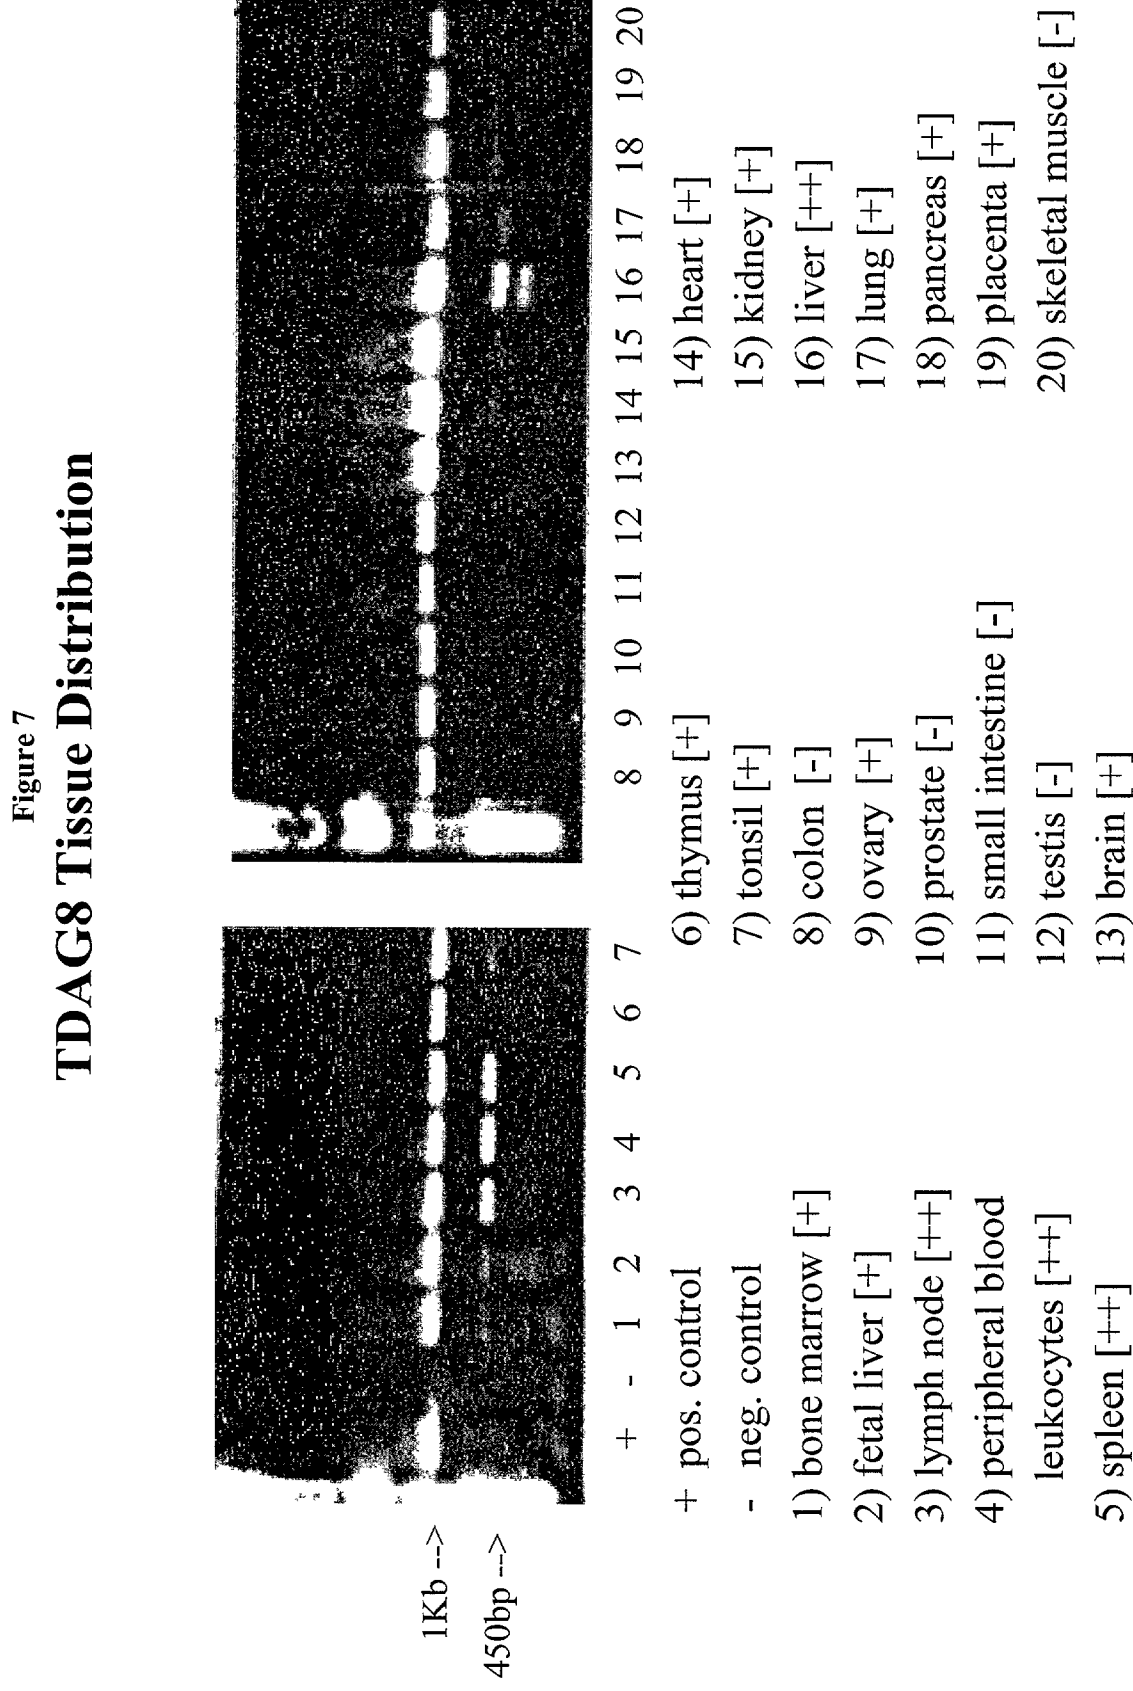 Figure 7
TDAG8 Tissue Distribution
1Kb -->
450bp -->
+ - 1 2 3 4 5 6 7
8 9 10 11 12 13 14 15 16 17 18 19 20
+ pos. control
- neg. control
1) bone marrow [+]
2) fetal liver [+]
3) lymph node [++]
4) peripheral blood
leukocytes [++]
5) spleen [++]
6) thymus [+]
7) tonsil [+]
8) colon [-]
9) ovary [+]
10) prostate [-]
11) small intestine [-]
12) testis [-]
13) brain [+]
14) heart [+]
15) kidney [+]
16) liver [++]
17) lung [+]
18) pancreas [+]
19) placenta [+]
20) skeletal muscle [-]